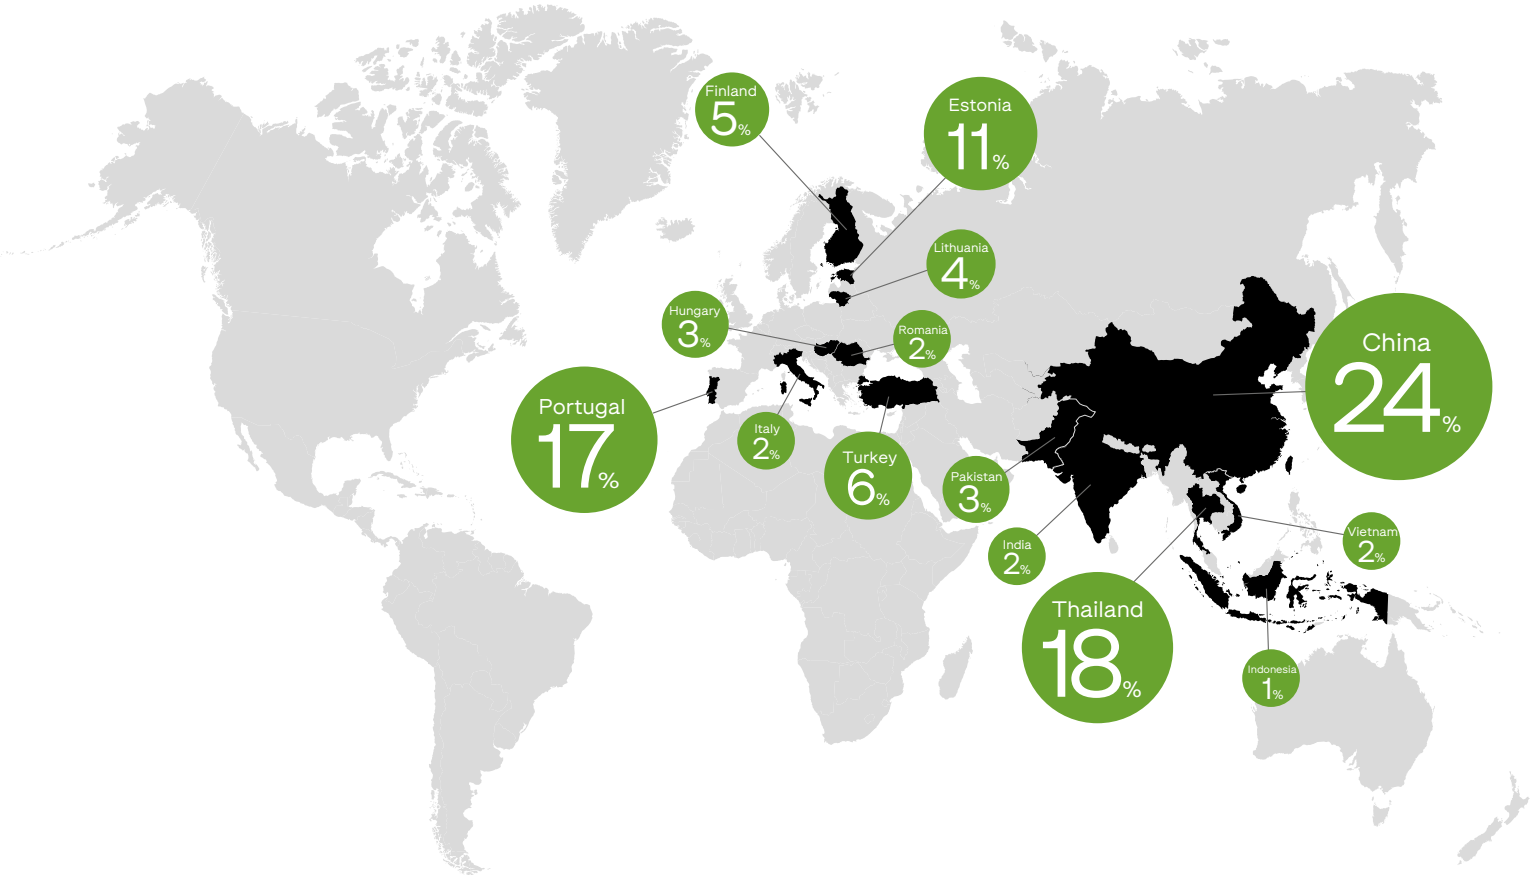 Finland
5%
Estonia
11%
Lithuania
4%
Hungary
3%
Romania
2%
China
24%
Portugal
17%
Italy
2%
Turkey
6%
Pakistan
3%
India
2%
Vietnam
2%
Thailand
18%
Indonesia
1%